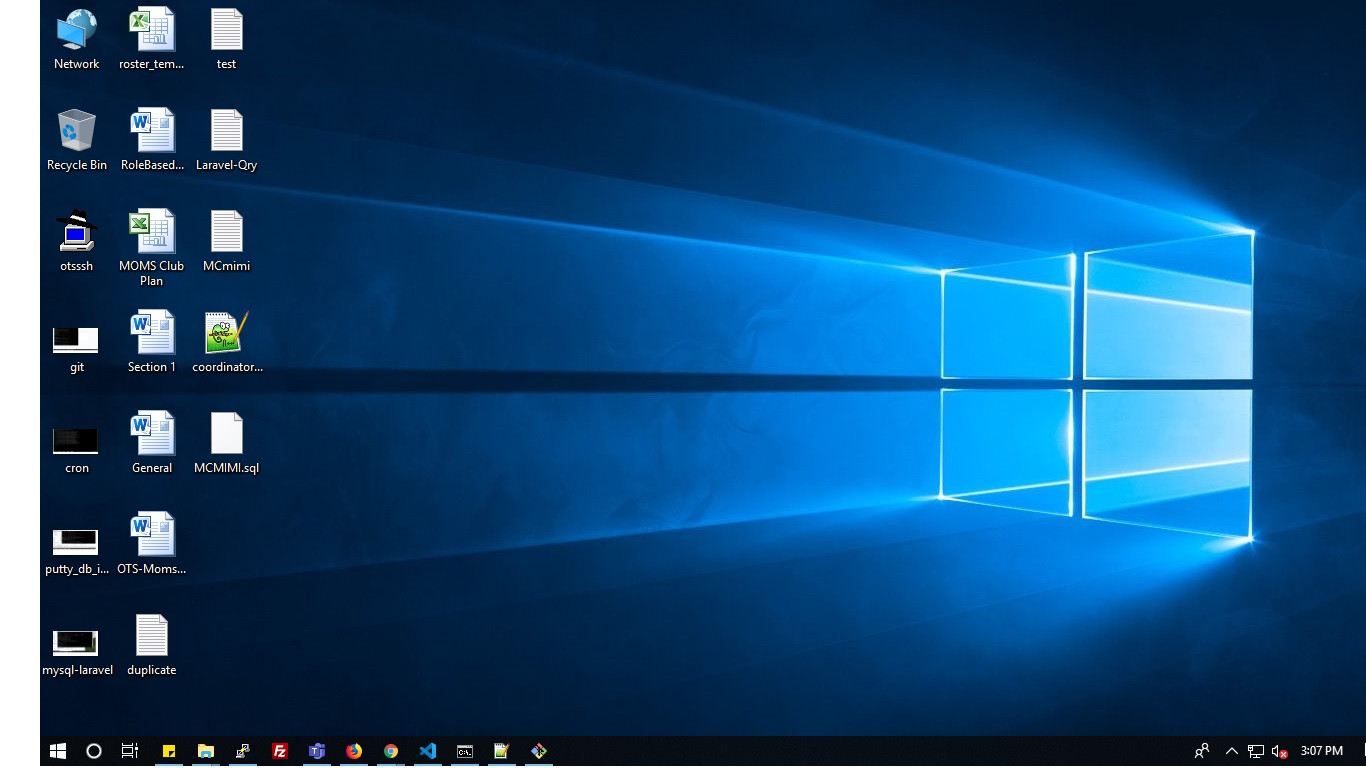 Network
roster_tem...
test
Recycle Bin
RoleBased...
Laravel-Qry
otsssh
MOMS Club
Plan
MCmimi
git
Section 1
coordinator...
cron
General
MCMIMI.sql
putty_db_i...
OTS-Moms...
mysql-laravel
duplicate
3:07 PM